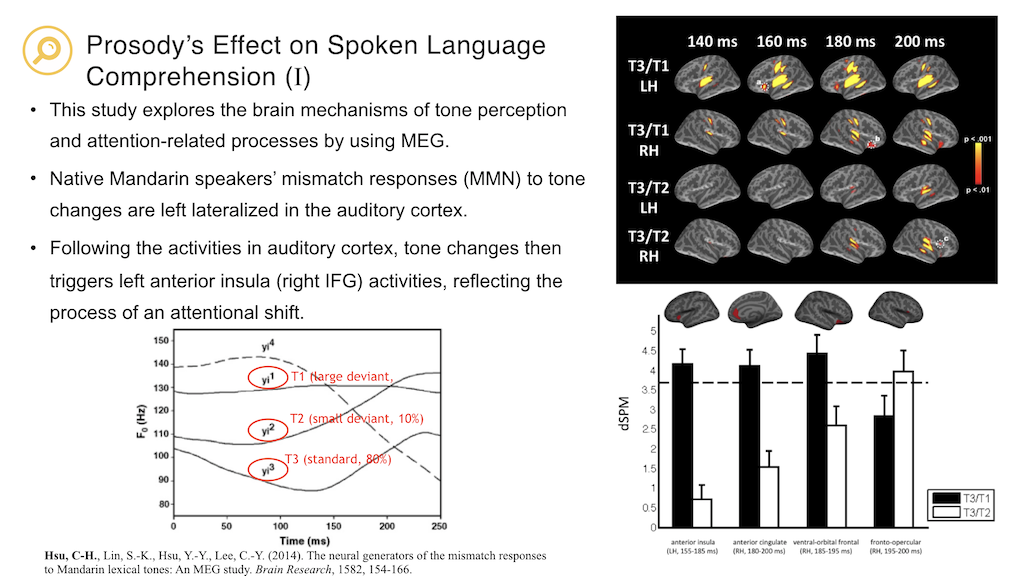 Prosody's Effect on Spoken Language
Comprehension (I)
• This study explores the brain mechanisms of tone perception
and attention-related processes by using MEG.
• Native Mandarin speakers' mismatch responses (MMN) to tone
changes are left lateralized in the auditory cortex.
• Following the activities in auditory cortex, tone changes then
triggers left anterior insula (right IFG) activities, reflecting the
process of an attentional shift.
150
140
130
120
110
100
90
80
F0 (Hz)
yi4
yi1 T1 (large deviant,
yi2 T2 (small deviant, 10%)
yi3 T3 (standard, 80%)
0 50 100 150 200 250
Time (ms)
Hsu, C-H., Lin, S.-K., Hsu, Y.-Y., Lee, C.-Y. (2014). The neural generators of the mismatch responses
to Mandarin lexical tones: An MEG study. Brain Research, 1582, 154-166.
140 ms 160 ms 180 ms 200 ms
T3/T1
LH
a
T3/T1
RH
b
T3/T2
LH
T3/T2
RH
c
p < .001
p < .01
5
4.5
4
3.5
3
2.5
2
1.5
1
0.5
0
dSPM
T3/T1
T3/T2
anterior insula anterior cingulate ventral-orbital frontal fronto-opercular
(LH, 155-185 ms) (RH, 180-200 ms) (RH, 185-195 ms) (RH, 195-200 ms)